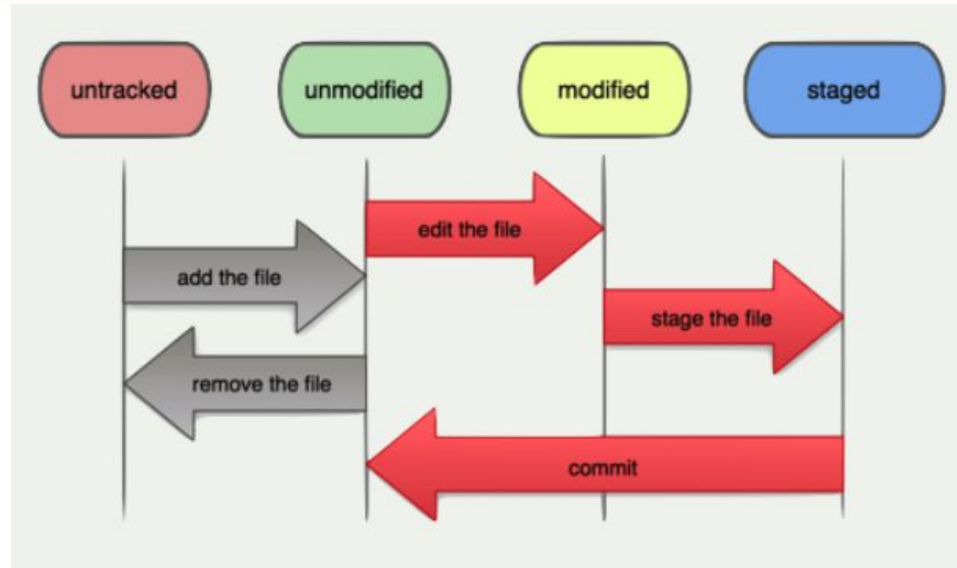 untracked
unmodified
modified
staged
edit the file
add the file
stage the file
remove the file
commit